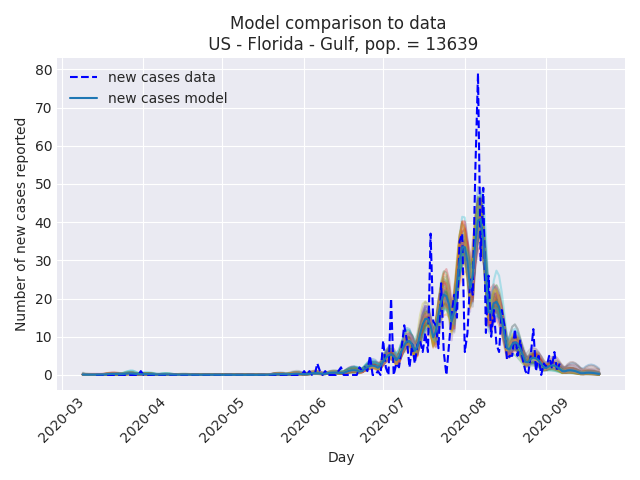 Model comparison to data
US - Florida - Gulf, pop. = 13639
80
70
60
50
40
30
20
10
0
Number of new cases reported
new cases data
new cases model
2020-03
2020-04
2020-05
2020-06
2020-07
2020-08
2020-09
Day